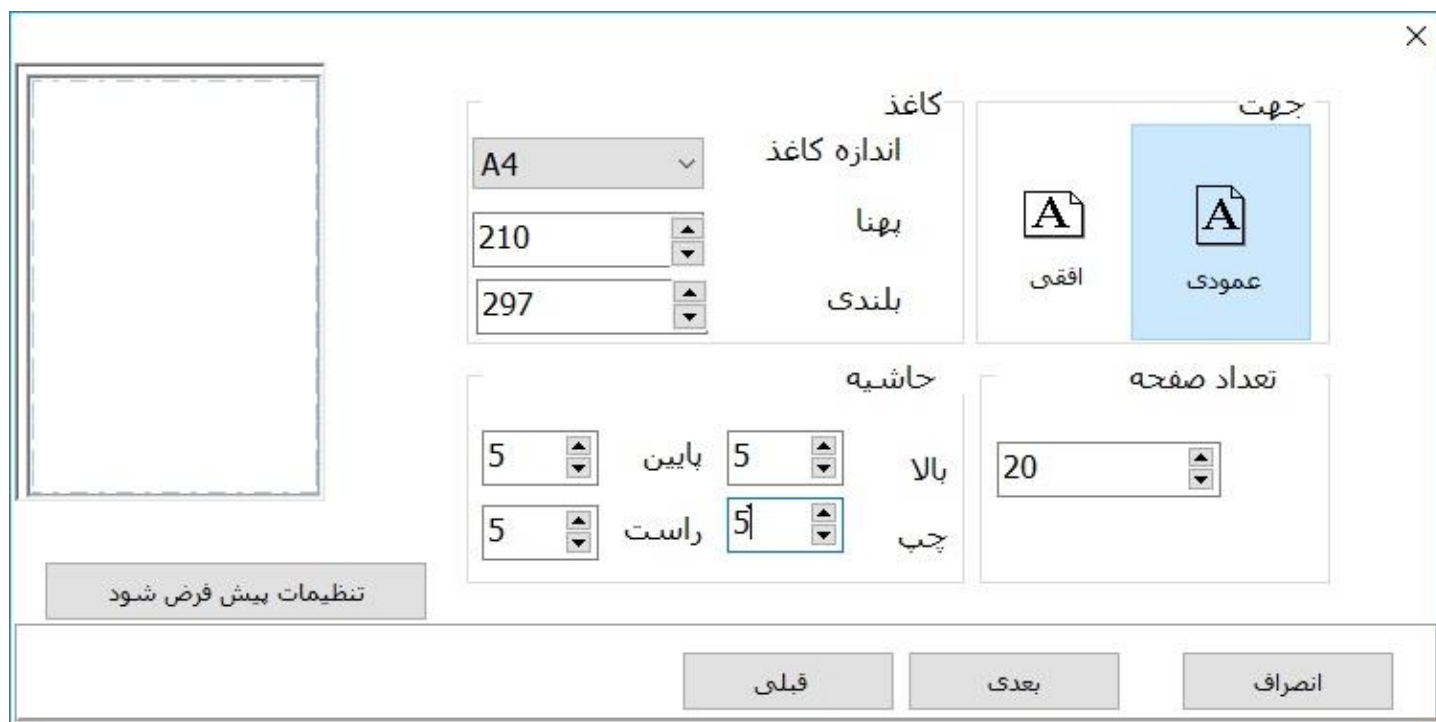 جهت
عمودی
افقی
کاغذ
اندازه کاغذ A4
پهنا 210
بلندی 297
تعداد صفحه
20
حاشیه
بالا 5 پایین 5
چپ 5 راست 5
تنظیمات پیش فرض شود
انصراف
بعدی
قبلی
A
A